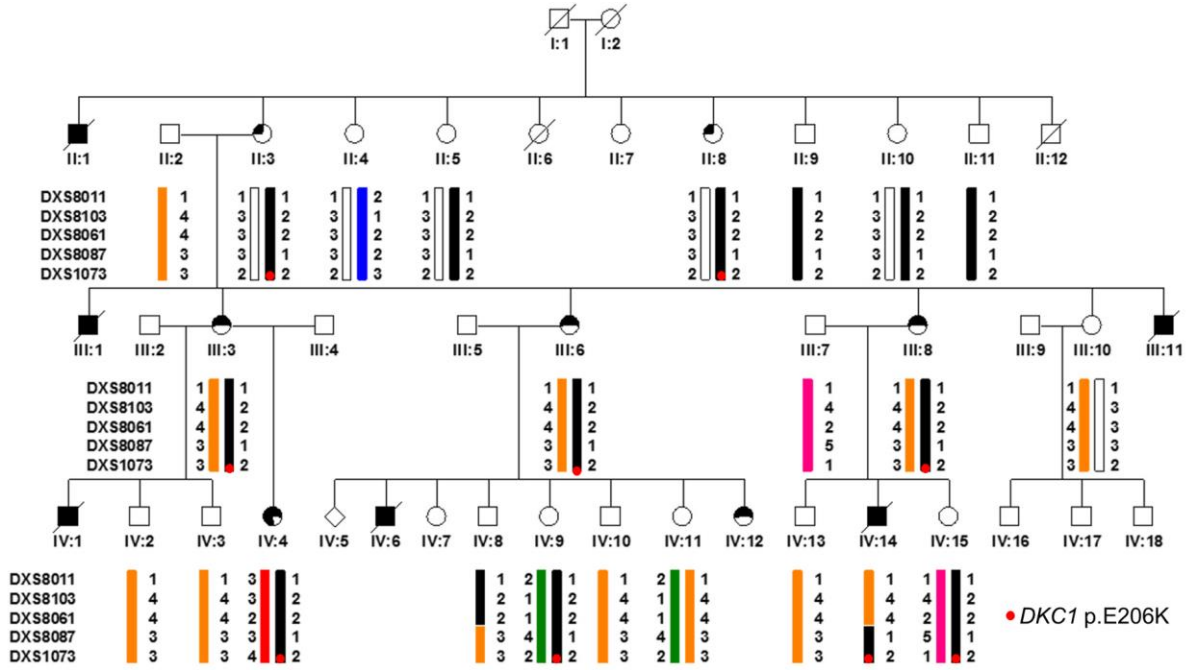 I:1 I:2
II:1 II:2 II:3 II:4 II:5 II:6 II:7 II:8 II:9 II:10 II:11 II:12
DXS8011 1 1 1 1 2 1 1 1 1 1 1 1 1
DXS8103 4 3 2 3 1 3 2 3 2 2 3 2 2
DXS8061 4 3 2 3 2 3 2 3 2 2 3 2 2
DXS8087 3 3 1 3 2 3 1 3 1 1 3 1 1
DXS1073 3 2 2 2 3 2 2 2 2 2 2 2 2
III:1 III:2 III:3 III:4 III:5 III:6 III:7 III:8 III:9 III:10 III:11
DXS8011 1 1 1 1 1 1 1 1 1
DXS8103 4 2 4 2 4 4 2 4 3
DXS8061 4 2 4 2 2 4 2 4 3
DXS8087 3 1 3 1 5 3 1 3 3
DXS1073 3 2 3 2 1 3 2 3 2
IV:1 IV:2 IV:3 IV:4 IV:5 IV:6 IV:7 IV:8 IV:9 IV:10 IV:11 IV:12 IV:13 IV:14 IV:15 IV:16 IV:17 IV:18
DXS8011 1 1 3 1 1 2 1 1 2 1 1 1 1 1
DXS8103 4 4 3 2 2 1 2 4 1 4 4 4 4 2
DXS8061 4 4 2 2 2 1 2 4 1 4 4 4 2 2
DXS8087 3 3 3 1 3 4 1 3 4 3 3 1 5 1
DXS1073 3 3 4 2 3 2 2 3 2 3 3 2 1 2
DKC1 p.E206K